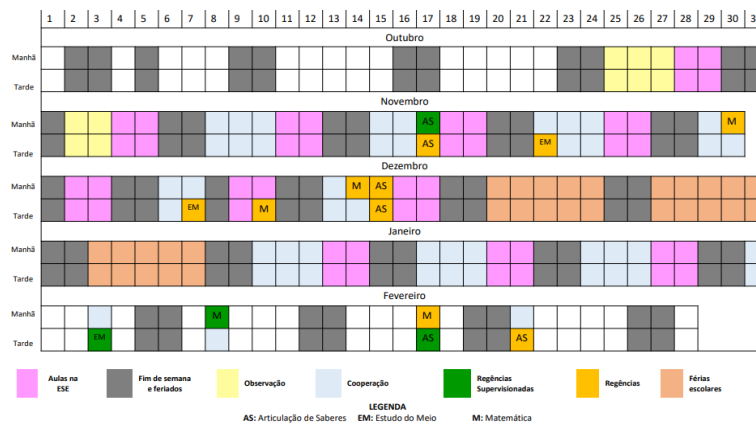 1 2 3 4 5 6 7 8 9 10 11 12 13 14 15 16 17 18 19 20 21 22 23 24 25 26 27 28 29 30
Outubro
Manhã
Tarde
Novembro
Manhã AS M
Tarde AS EM
Dezembro
Manhã M AS
Tarde EM M AS
Janeiro
Manhã
Tarde
Fevereiro
Manhã M M
Tarde EM AS AS
Aulas na ESE
Fim de semana e feriados
Observação
Cooperação
Regências Supervisionadas
Regências
Férias escolares
LEGENDA
AS: Articulação de Saberes EM: Estudo do Meio M: Matemática